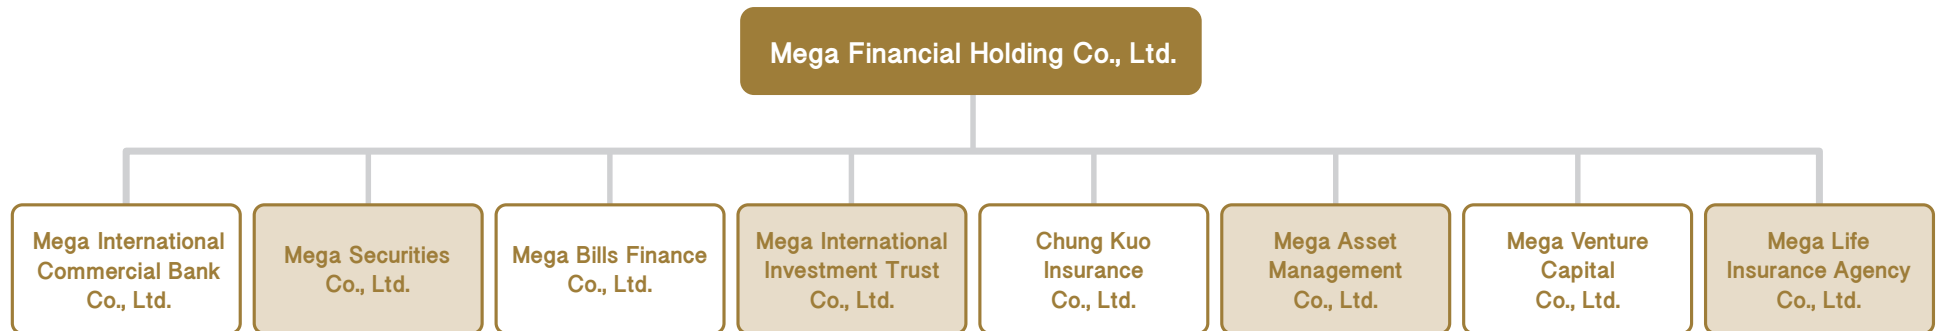 Mega Financial Holding Co., Ltd.
Mega International
Commercial Bank
Co., Ltd.
Mega Securities
Co., Ltd.
Mega Bills Finance
Co., Ltd.
Mega International
Investment Trust
Co., Ltd.
Chung Kuo
Insurance
Co., Ltd.
Mega Asset
Management
Co., Ltd.
Mega Venture
Capital
Co., Ltd.
Mega Life
Insurance Agency
Co., Ltd.